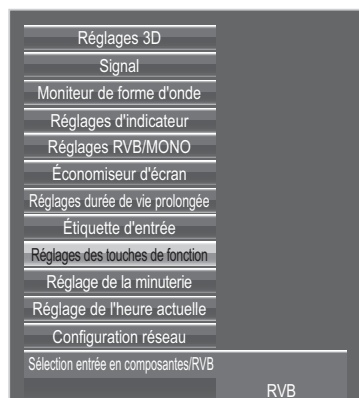 Réglages 3D
Signal
Moniteur de forme d'onde
Réglages d'indicateur
Réglages RVB/MONO
Économiseur d'écran
Réglages durée de vie prolongée
Étiquette d'entrée
Réglages des touches de fonction
Réglage de la minuterie
Réglage de l'heure actuelle
Configuration réseau
Sélection entrée en composantes/RVB
RVB